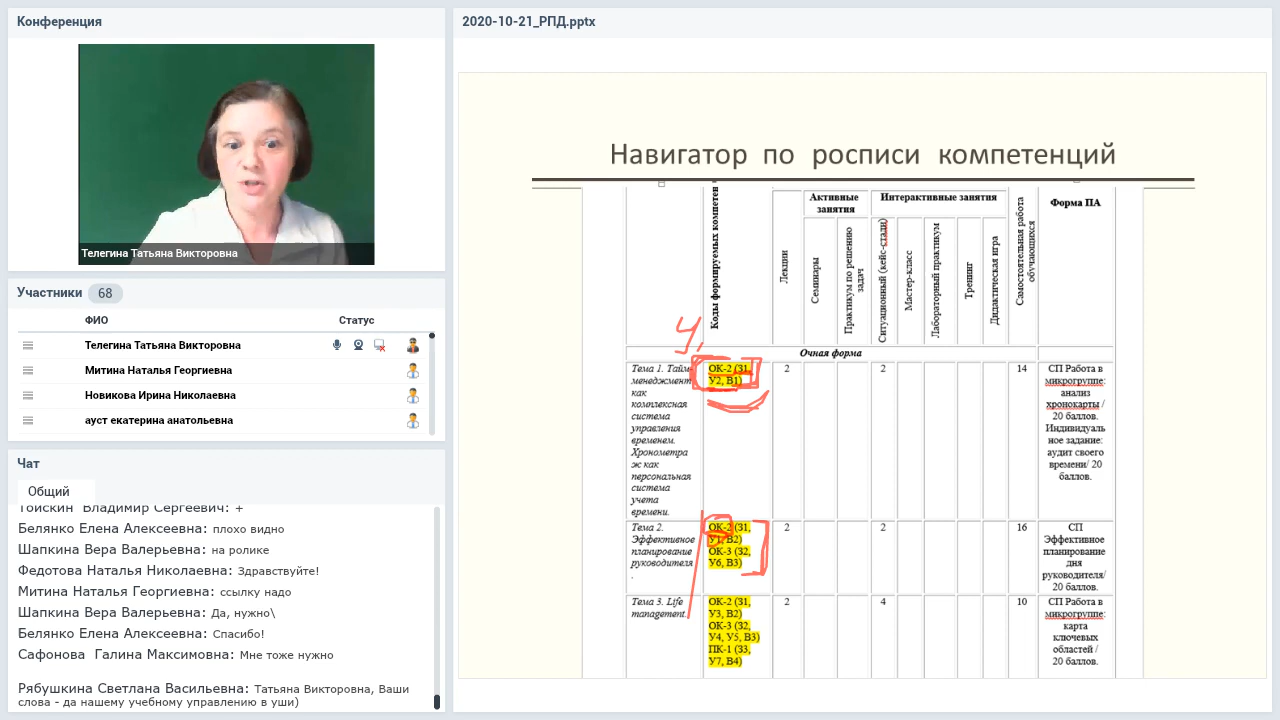 Конференция
Телегина Татьяна Викторовна
Участники 68
ФИО Статус
Телегина Татьяна Викторовна
Митина Наталья Георгиевна
Новикова Ирина Николаевна
ауст екатерина анатольевна
Чат
Общий
Тоискин Владимир Сергеевич: +
Белянко Елена Алексеевна: плохо видно
Шапкина Вера Валерьевна: на ролике
Федотова Наталья Николаевна: Здравствуйте!
Митина Наталья Георгиевна: ссылку надо
Шапкина Вера Валерьевна: Да, нужно\
Белянко Елена Алексеевна: Спасибо!
Сафонова Галина Максимовна: Мне тоже нужно
Рябушкина Светлана Васильевна: Татьяна Викторовна, Ваши
слова - да нашему учебному управлению в уши)
2020-10-21_РПД.pptx
Навигатор по росписи компетенций
Коды формируемых компетен
Лекции
Активные
занятия
Семинары
Практикум по решению
задач
Интерактивные занятия
Ситуационный (кейс-стади)
Мастер-класс
Лабораторный практикум
Тренинг
Дидактическая игра
Самостоятельная работа
обучающихся
Форма ПА
Очная форма
Тема 1. Тайм-
менеджмент
как
комплексная
система
управления
временем.
Хронометра
ж как
персональная
система
учета
времени.
ОК-2 (З1,
У2, В1)
2
2
14
СП Работа в
микрогруппе:
анализ
хронокарты /
20 баллов.
Индивидуаль
ное задание:
аудит своего
времени/ 20
баллов.
Тема 2.
Эффективное
планирование
руководителя
.
ОК-2 (З1,
У1, В2)
ОК-3 (З2,
У6, В3)
2
2
16
СП
Эффективное
планирование
дня
руководителя/
20 баллов.
Тема 3. Life
management.
ОК-2 (З1,
У3, В2)
ОК-3 (З2,
У4, У5, В3)
ПК-1 (З3,
У7, В4)
2
4
10
СП Работа в
микрогруппе:
карта
ключевых
областей /
20 баллов.